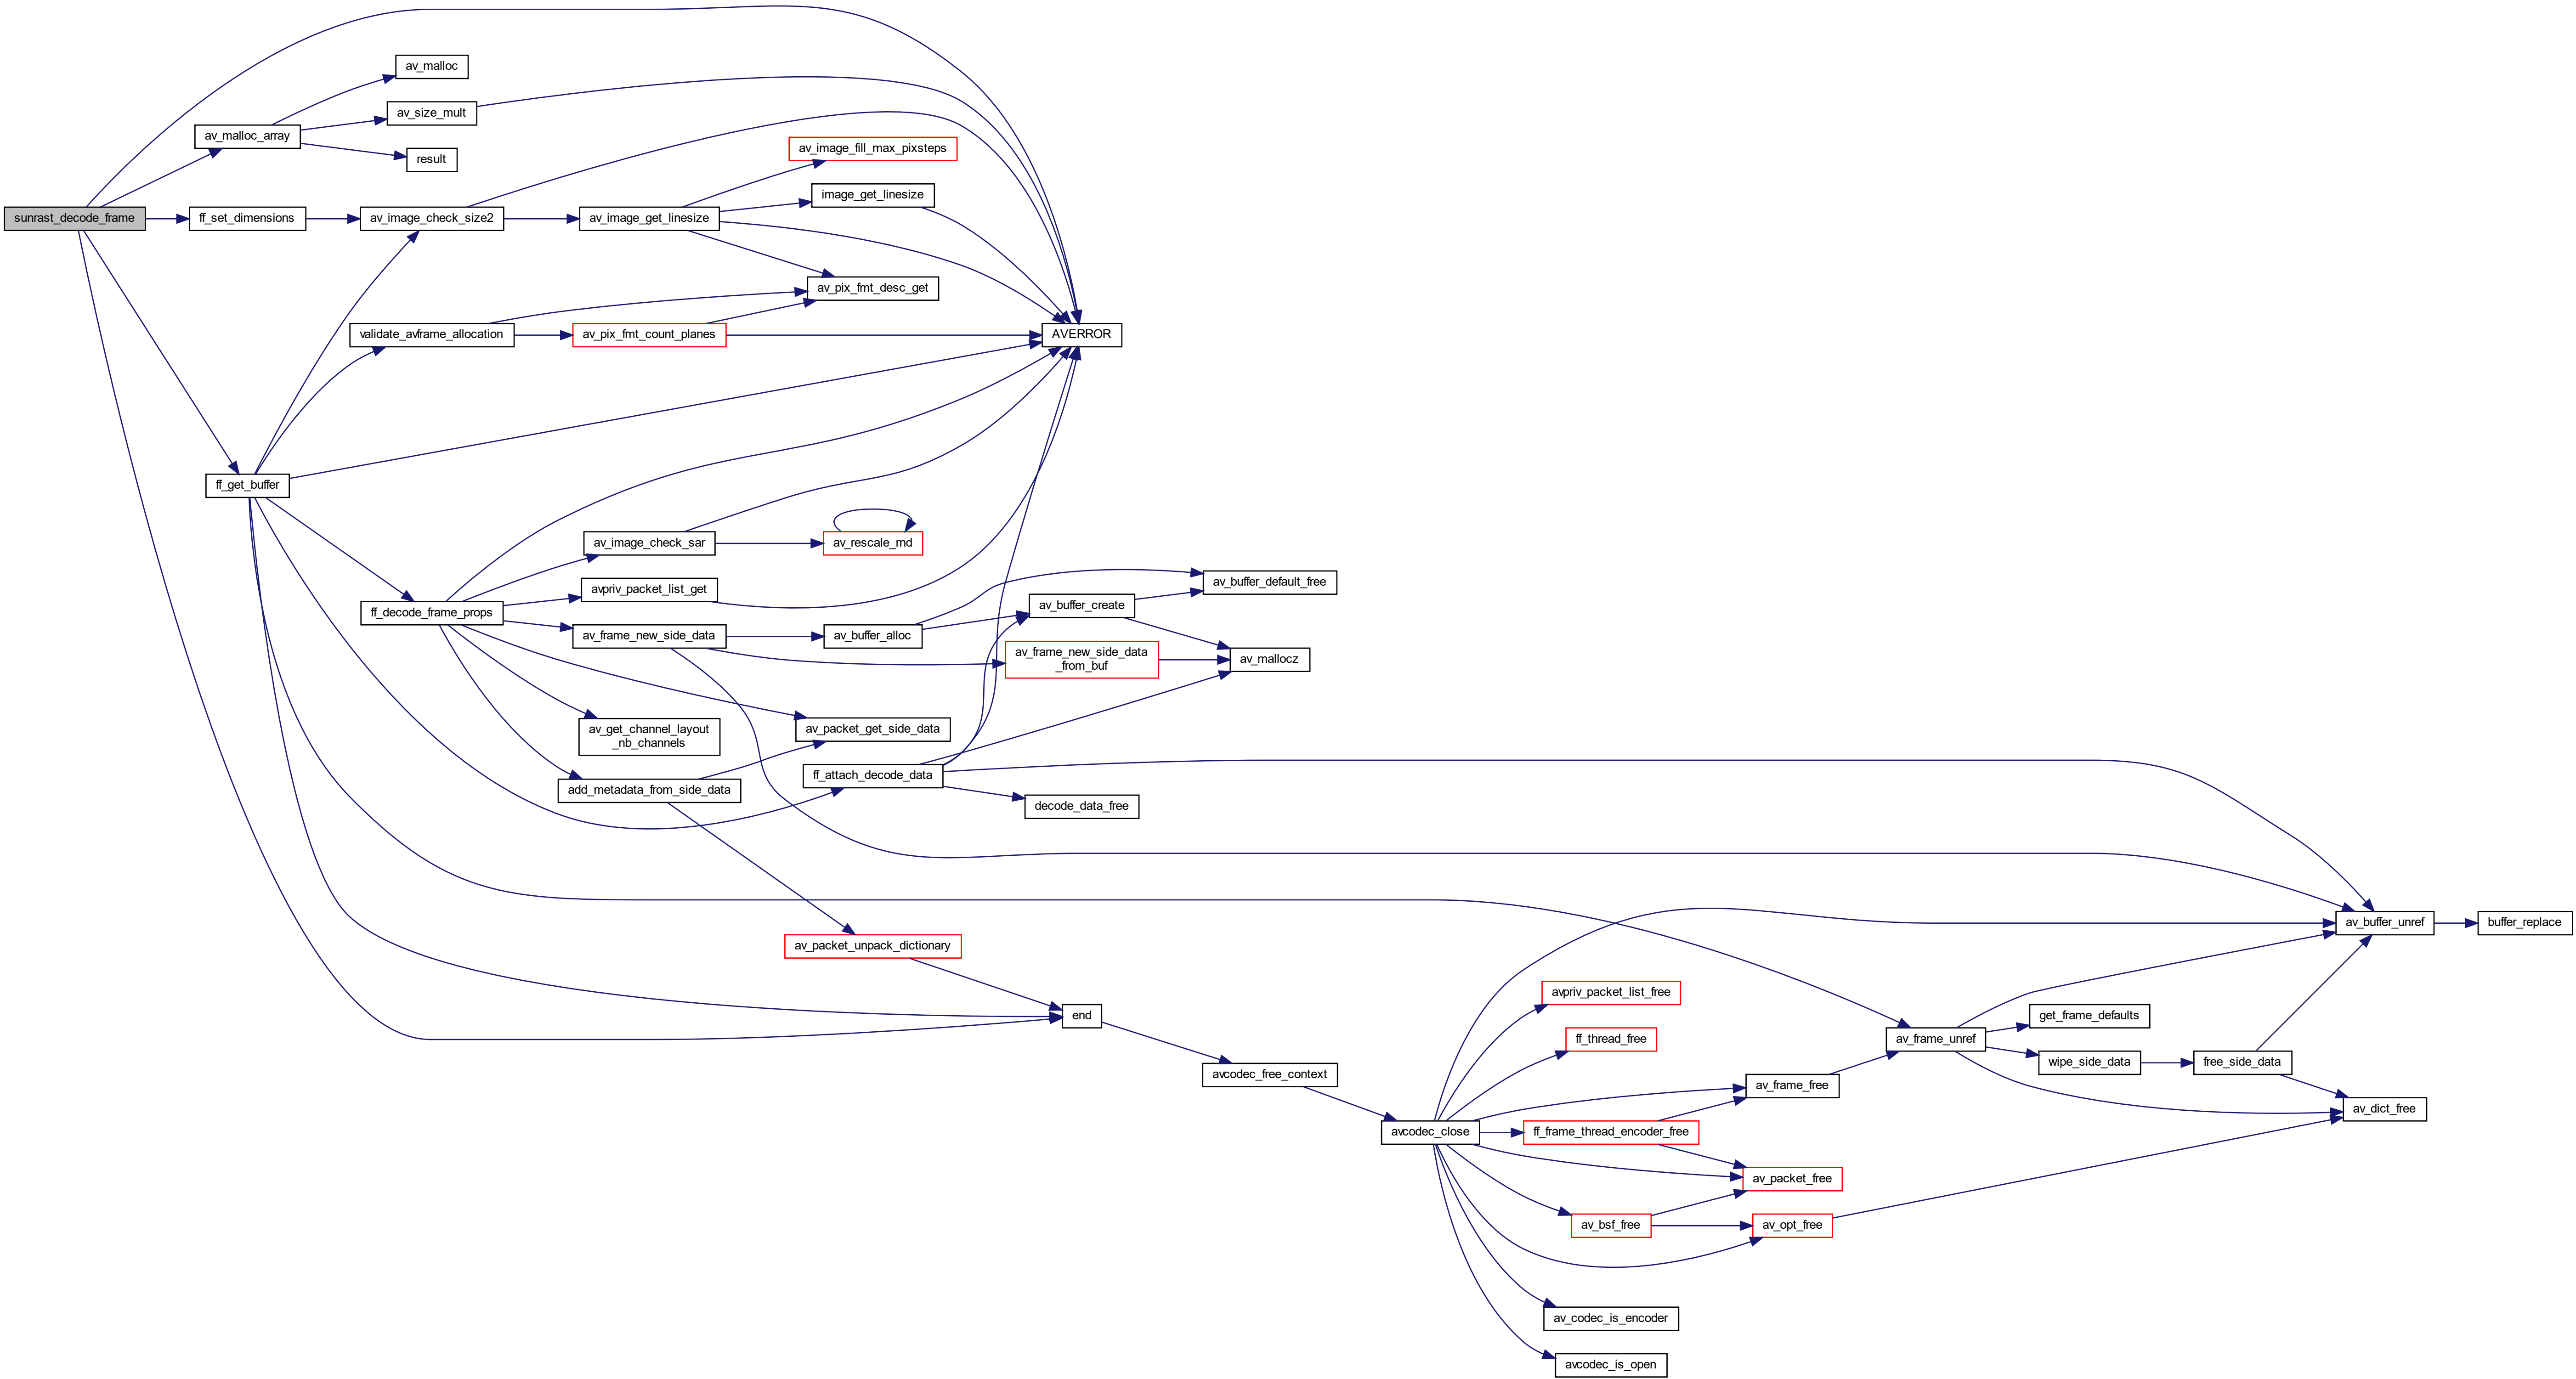 av_malloc
av_size_mult
av_malloc_array
av_image_fill_max_pixsteps
result
image_get_linesize
sunrast_decode_frame
ff_set_dimensions
av_image_check_size2
av_image_get_linesize
av_pix_fmt_desc_get
validate_avframe_allocation
av_pix_fmt_count_planes
AVERROR
ff_get_buffer
av_image_check_sar
av_rescale_rnd
av_buffer_default_free
avpriv_packet_list_get
av_buffer_create
ff_decode_frame_props
av_frame_new_side_data
av_buffer_alloc
av_frame_new_side_data
_from_buf
av_mallocz
av_get_channel_layout
_nb_channels
av_packet_get_side_data
ff_attach_decode_data
add_metadata_from_side_data
decode_data_free
av_buffer_unref
buffer_replace
av_packet_unpack_dictionary
avpriv_packet_list_free
end
get_frame_defaults
ff_thread_free
av_frame_unref
wipe_side_data
free_side_data
avcodec_free_context
av_frame_free
av_dict_free
avcodec_close
ff_frame_thread_encoder_free
av_packet_free
av_bsf_free
av_opt_free
av_codec_is_encoder
avcodec_is_open